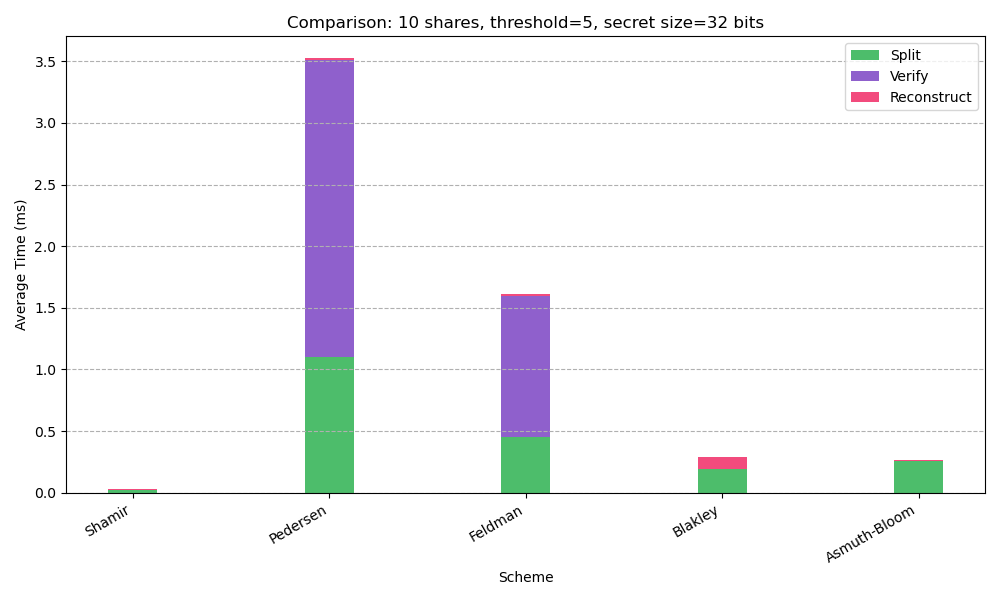 Comparison: 10 shares, threshold=5, secret size=32 bits
Split
Verify
Reconstruct
Average Time (ms)
3.5
3.0
2.5
2.0
1.5
1.0
0.5
0.0
Shamir
Pedersen
Feldman
Blakley
Asmuth-Bloom
Scheme